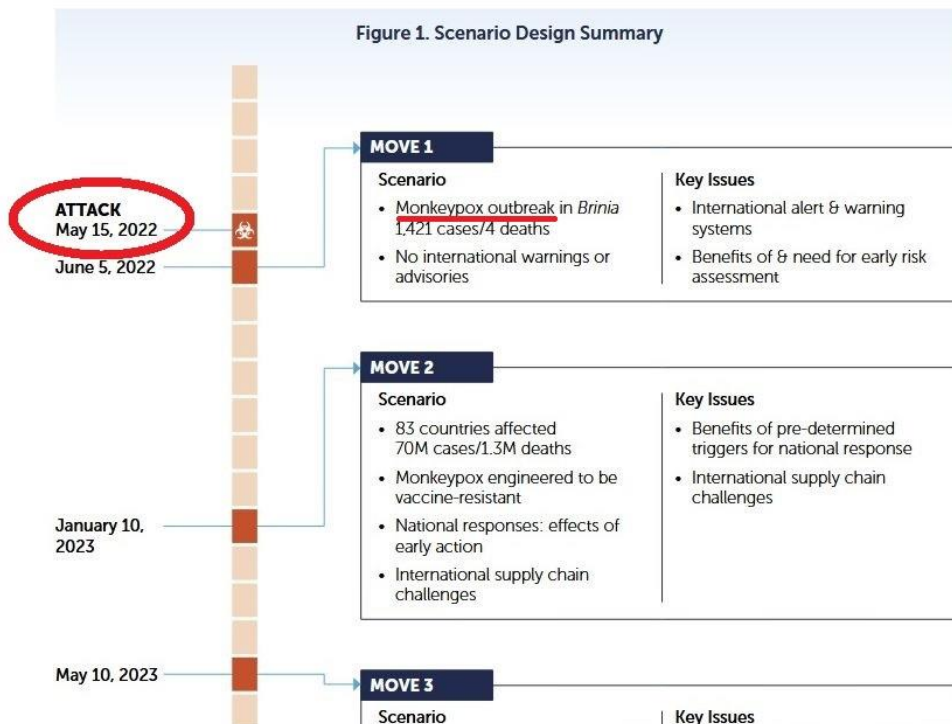 Figure 1. Scenario Design Summary
ATTACK
May 15, 2022
June 5, 2022
MOVE 1
Scenario
• Monkeypox outbreak in Brinia
1,421 cases/4 deaths
• No international warnings or
advisories
Key Issues
• International alert & warning
systems
• Benefits of & need for early risk
assessment
MOVE 2
Scenario
• 83 countries affected
70M cases/1.3M deaths
• Monkeypox engineered to be
vaccine-resistant
• National responses: effects of
early action
• International supply chain
challenges
Key Issues
• Benefits of pre-determined
triggers for national response
• International supply chain
challenges
January 10,
2023
May 10, 2023
MOVE 3
Scenario
Key Issues